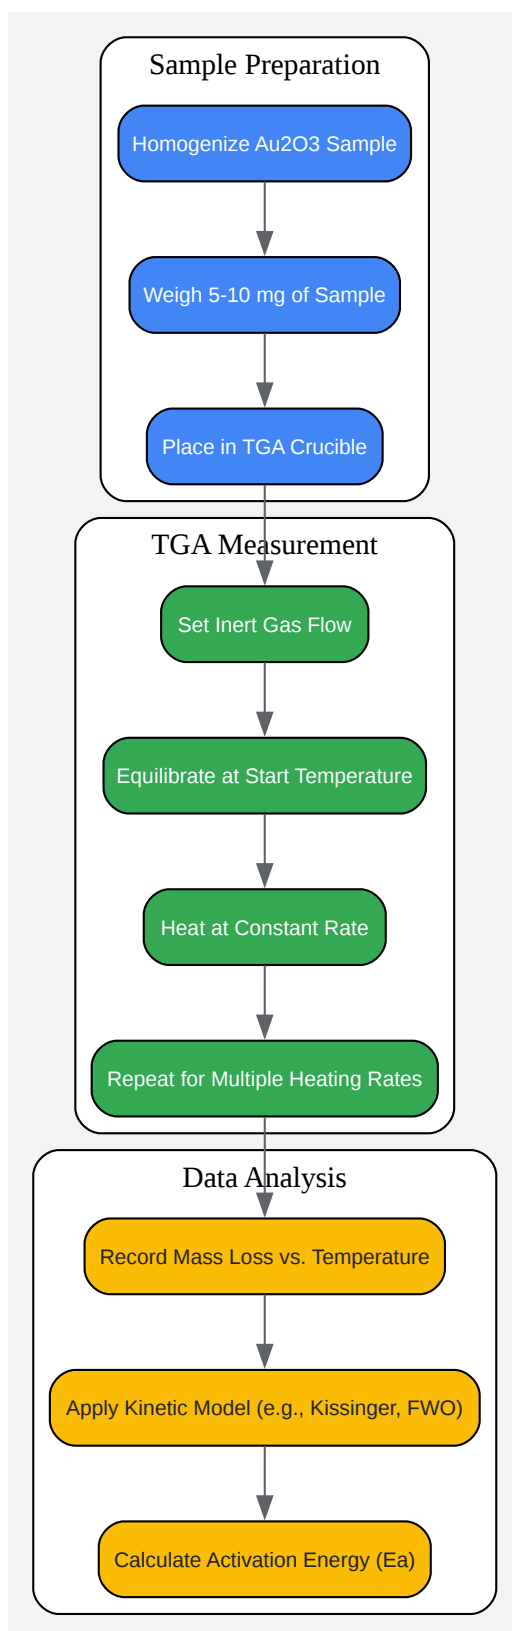 Sample Preparation
Homogenize Au2O3 Sample
Weigh 5-10 mg of Sample
Place in TGA Crucible
TGA Measurement
Set Inert Gas Flow
Equilibrate at Start Temperature
Heat at Constant Rate
Repeat for Multiple Heating Rates
Data Analysis
Record Mass Loss vs. Temperature
Apply Kinetic Model (e.g., Kissinger, FWO)
Calculate Activation Energy (Ea)